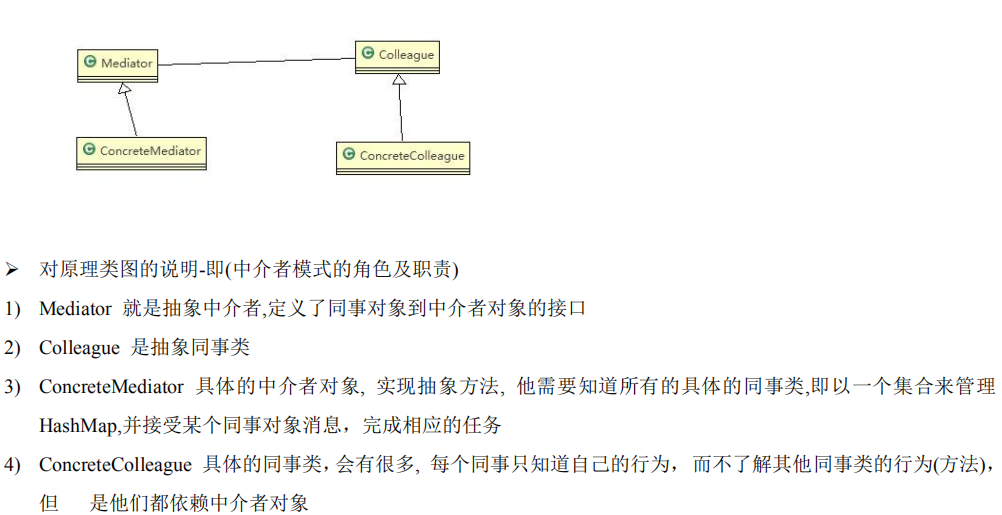 Mediator
Colleague
ConcreteMediator
ConcreteColleague
➢ 对原理类图的说明-即(中介者模式的角色及职责)
1) Mediator 就是抽象中介者,定义了同事对象到中介者对象的接口
2) Colleague 是抽象同事类
3) ConcreteMediator 具体的中介者对象, 实现抽象方法, 他需要知道所有的具体的同事类,即以一个集合来管理
HashMap,并接受某个同事对象消息，完成相应的任务
4) ConcreteColleague 具体的同事类，会有很多, 每个同事只知道自己的行为， 而不了解其他同事类的行为(方法)，
但 是他们都依赖中介者对象